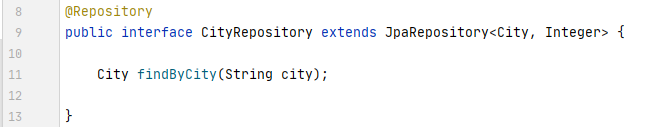 8 @Repository
9 public interface CityRepository extends JpaRepository<City, Integer> {
10
11 City findByCity(String city);
12
13 }